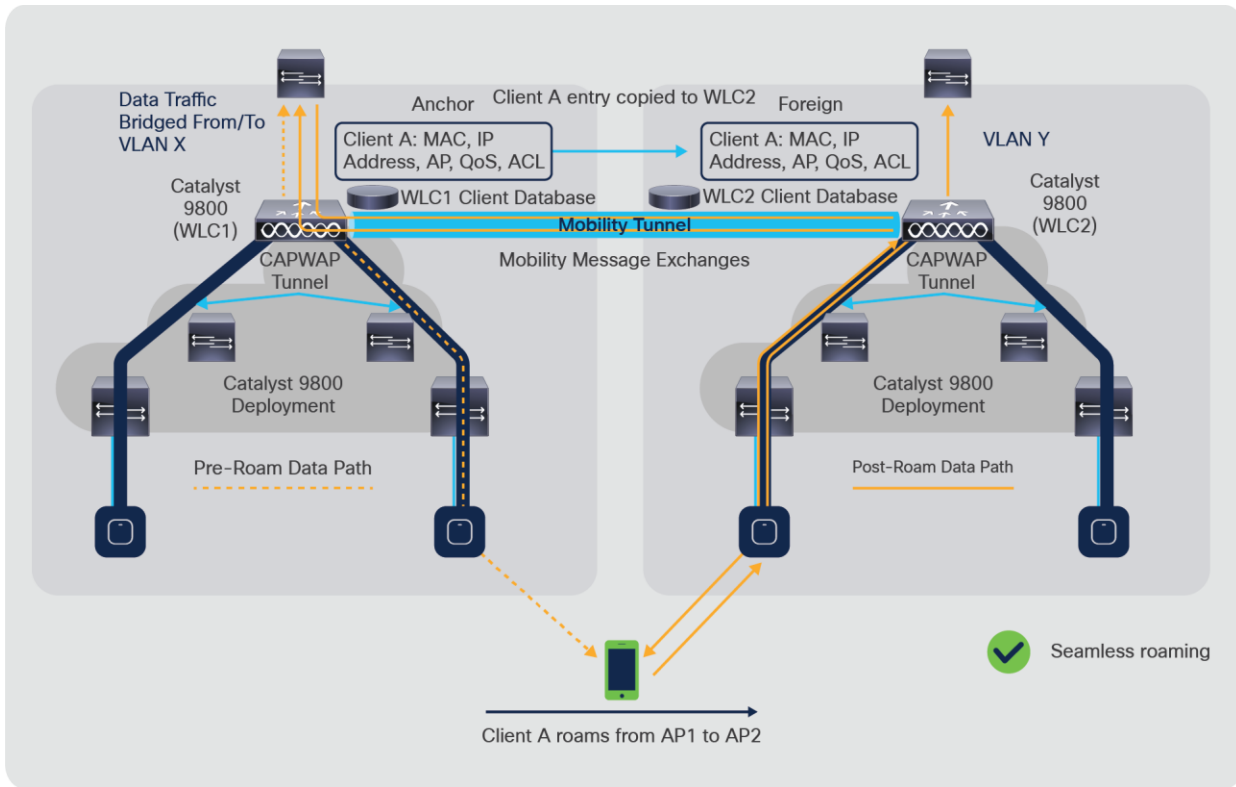 Data Traffic
Bridged From/To
VLAN X
Anchor
Client A entry copied to WLC2
Foreign
Client A: MAC, IP
Address, AP, QoS, ACL
Client A: MAC, IP
Address, AP, QoS, ACL
VLAN Y
Catalyst
9800
(WLC1)
WLC1 Client Database
WLC2 Client Database
Catalyst
9800
(WLC2)
Mobility Tunnel
Mobility Message Exchanges
CAPWAP
Tunnel
CAPWAP
Tunnel
Catalyst 9800
Deployment
Catalyst 9800
Deployment
Pre-Roam Data Path
Post-Roam Data Path
Seamless roaming
Client A roams from AP1 to AP2